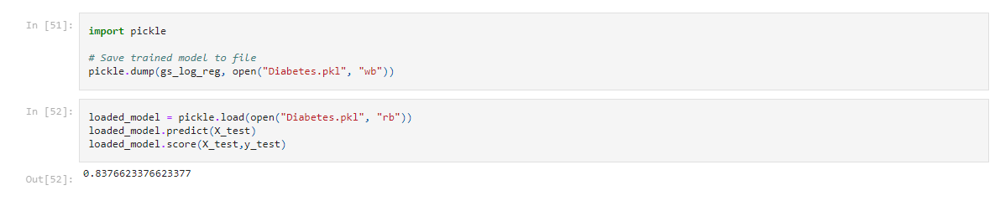 In [51]:
import pickle
# Save trained model to file
pickle.dump(gs_log_reg, open("Diabetes.pkl", "wb"))
In [52]:
loaded_model = pickle.load(open("Diabetes.pkl", "rb"))
loaded_model.predict(X_test)
loaded_model.score(X_test,y_test)
Out[52]:
0.8376623376623377